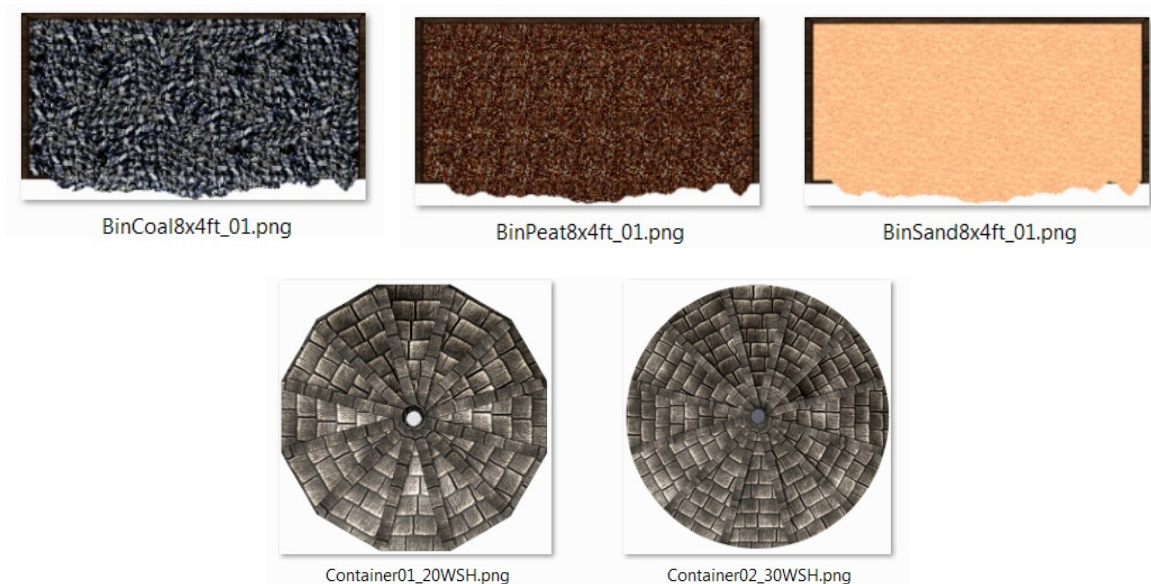 BinCoal8x4ft_01.png
BinPeat8x4ft_01.png
BinSand8x4ft_01.png
Container01_20WSH.png
Container02_30WSH.png